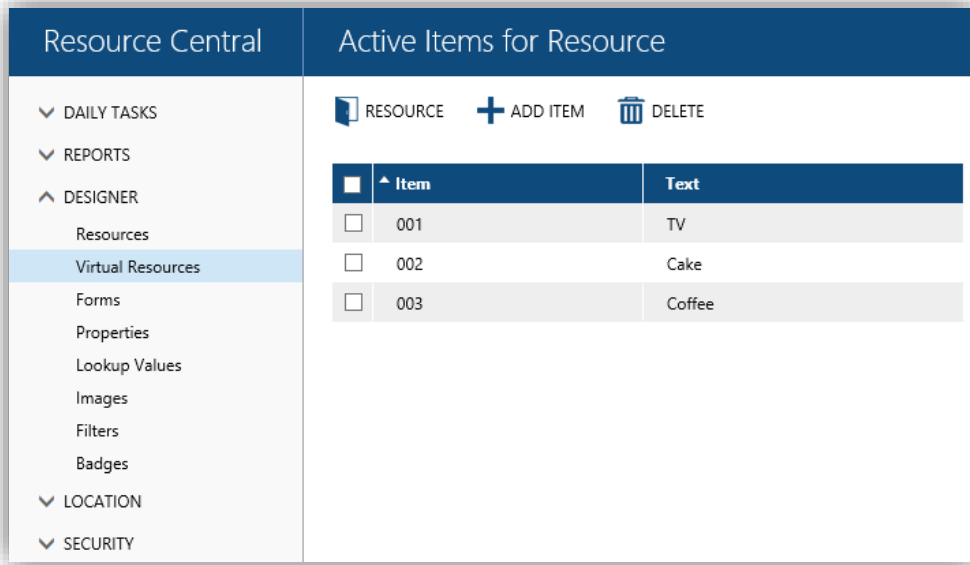 Resource Central
Active Items for Resource
DAILY TASKS
REPORTS
DESIGNER
Resources
Virtual Resources
Forms
Properties
Lookup Values
Images
Filters
Badges
LOCATION
SECURITY
RESOURCE ADD ITEM DELETE
Item Text
001 TV
002 Cake
003 Coffee